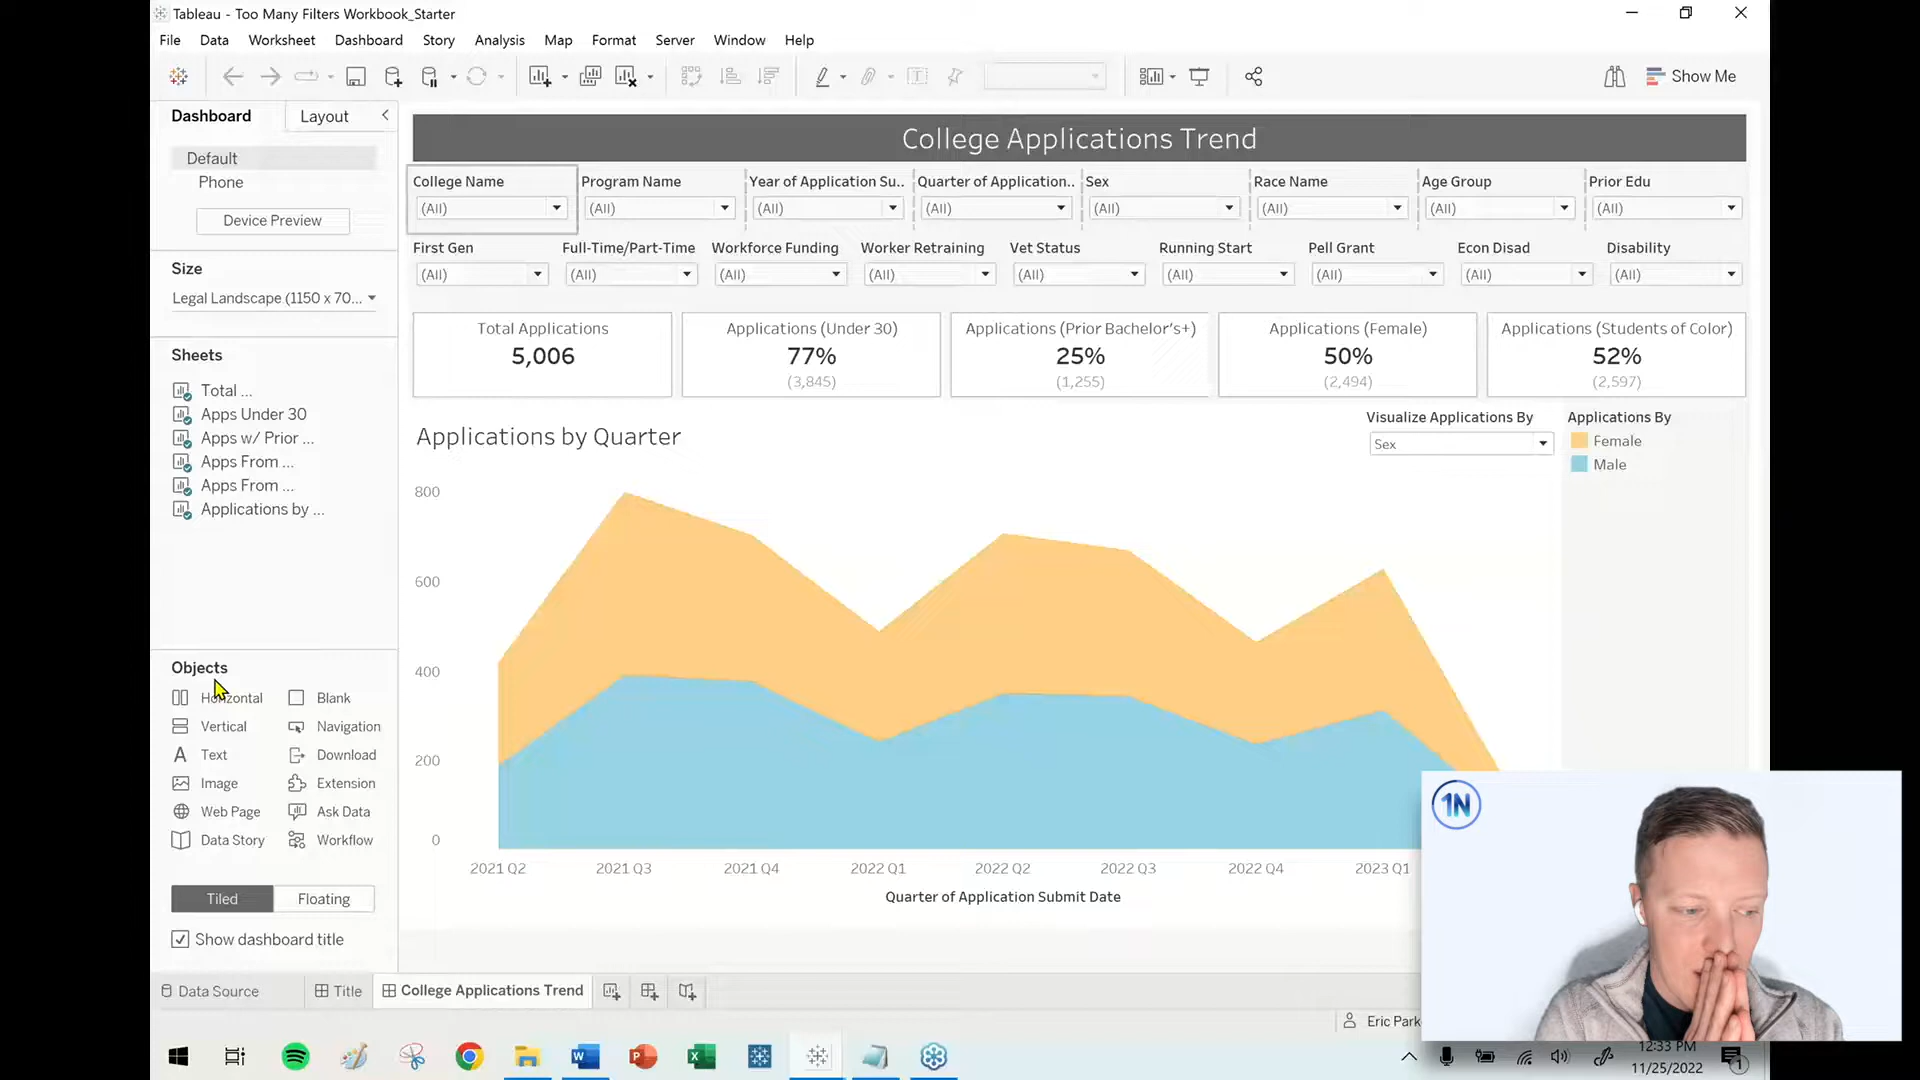 Tableau - Too Many Filters Workbook_Starter
File Data Worksheet Dashboard Story Analysis Map Format Server Window Help
Show Me
Dashboard Layout
Default
Phone
Device Preview
Size
Legal Landscape (1150 x 70...
Sheets
Total ...
Apps Under 30
Apps w/ Prior ...
Apps From ...
Apps From ...
Applications by ...
Objects
Horizontal Blank
Vertical Navigation
Text Download
Image Extension
Web Page Ask Data
Data Story Workflow
Tiled Floating
Show dashboard title
College Applications Trend
College Name Program Name Year of Application Su.. Quarter of Application.. Sex Race Name Age Group Prior Edu
(All) (All) (All) (All) (All) (All) (All) (All)
First Gen Full-Time/Part-Time Workforce Funding Worker Retraining Vet Status Running Start Pell Grant Econ Disad Disability
(All) (All) (All) (All) (All) (All) (All) (All) (All)
Total Applications Applications (Under 30) Applications (Prior Bachelor's+) Applications (Female) Applications (Students of Color)
5,006 77% 25% 50% 52%
(3,845) (1,255) (2,494) (2,597)
Applications by Quarter
Visualize Applications By
Sex
Applications By
Female
Male
800
600
400
200
0
2021 Q2 2021 Q3 2021 Q4 2022 Q1 2022 Q2 2022 Q3 2022 Q4 2023 Q1
Quarter of Application Submit Date
1N
Data Source Title College Applications Trend
Eric Park
12:33 PM
11/25/2022
1